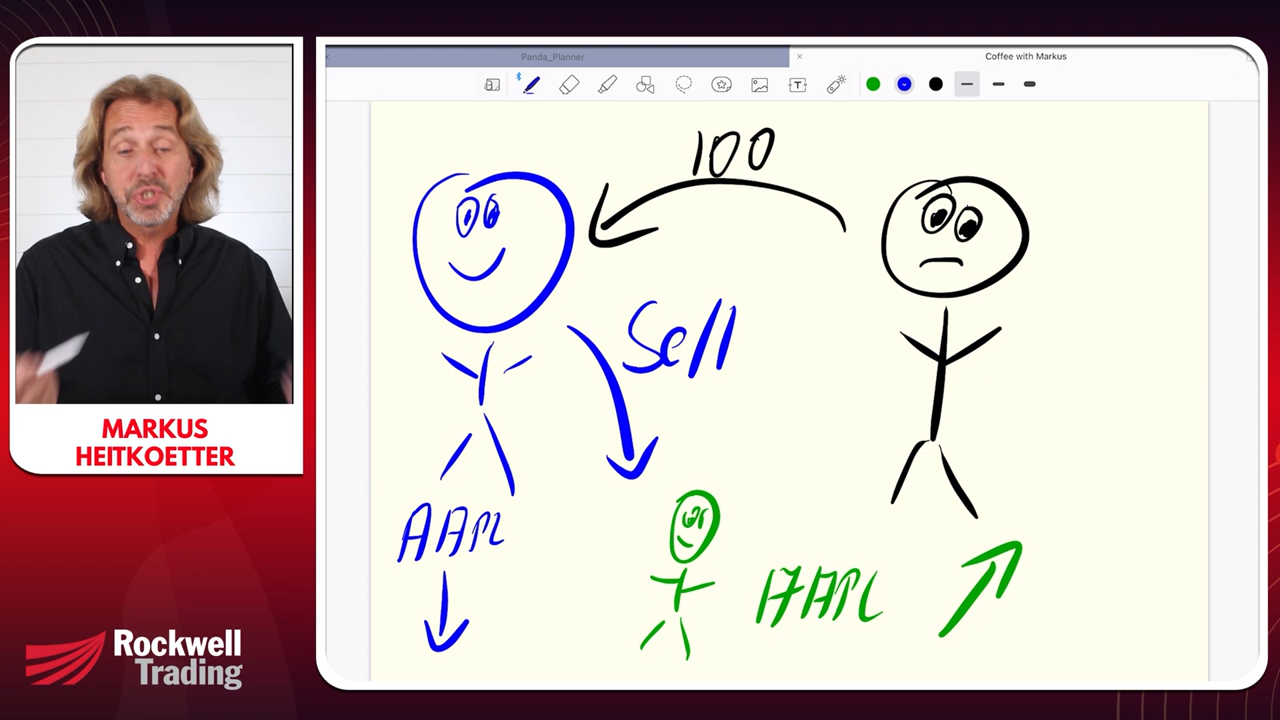 Panda_Planner
Coffee with Markus
T
100
Sell
AAPL
AAPL
MARKUS
HEITKOETTER
Rockwell
Trading